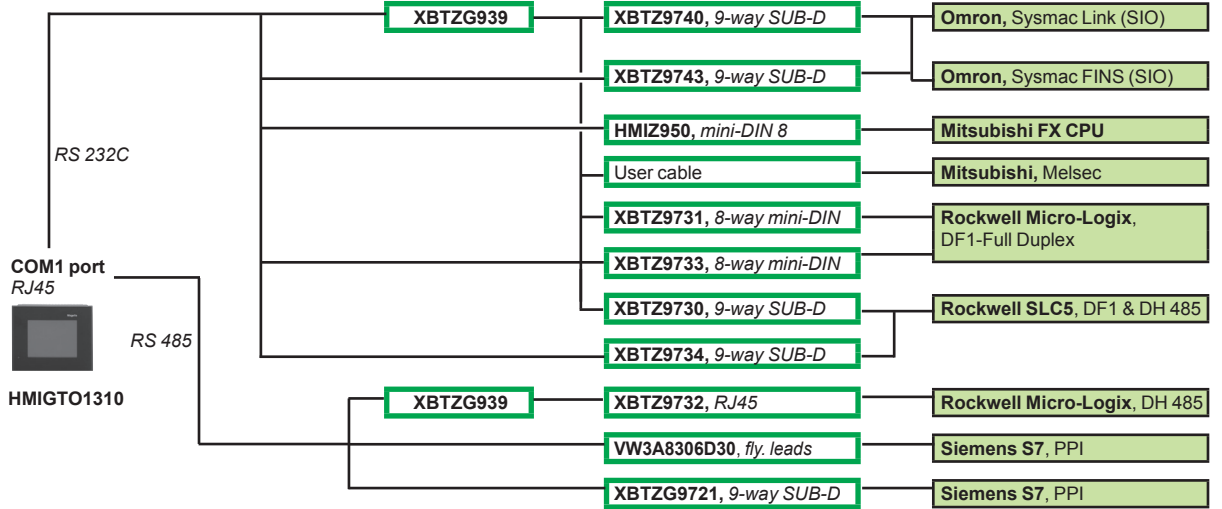 XBTZG939
XBTZ9740, 9-way SUB-D
Omron, Sysmac Link (SIO)
XBTZ9743, 9-way SUB-D
Omron, Sysmac FINS (SIO)
HMIZ950, mini-DIN 8
Mitsubishi FX CPU
RS 232C
User cable
Mitsubishi, Melsec
XBTZ9731, 8-way mini-DIN
Rockwell Micro-Logix,
DF1-Full Duplex
XBTZ9733, 8-way mini-DIN
COM1 port
RJ45
XBTZ9730, 9-way SUB-D
Rockwell SLC5, DF1 & DH 485
RS 485
XBTZ9734, 9-way SUB-D
HMIGTO1310
XBTZG939
XBTZ9732, RJ45
Rockwell Micro-Logix, DH 485
VW3A8306D30, fly. leads
Siemens S7, PPI
XBTZG9721, 9-way SUB-D
Siemens S7, PPI